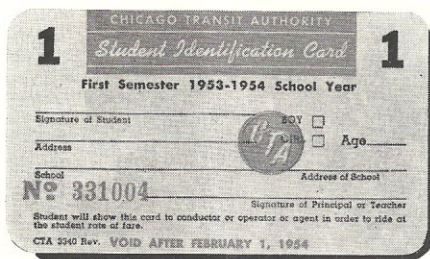 CHICAGO TRANSIT AUTHORITY
1 Student Identification Card 1
First Semester 1953-1954 School Year
Signature of Student BOY
GIRL Age
Address
CTA
School Address of School
Nº 331004
Signature of Principal or Teacher
Student will show this card to conductor or operator or agent in order to ride at
the student rate of fare.
CTA 3340 Rev. VOID AFTER FEBRUARY 1, 1954